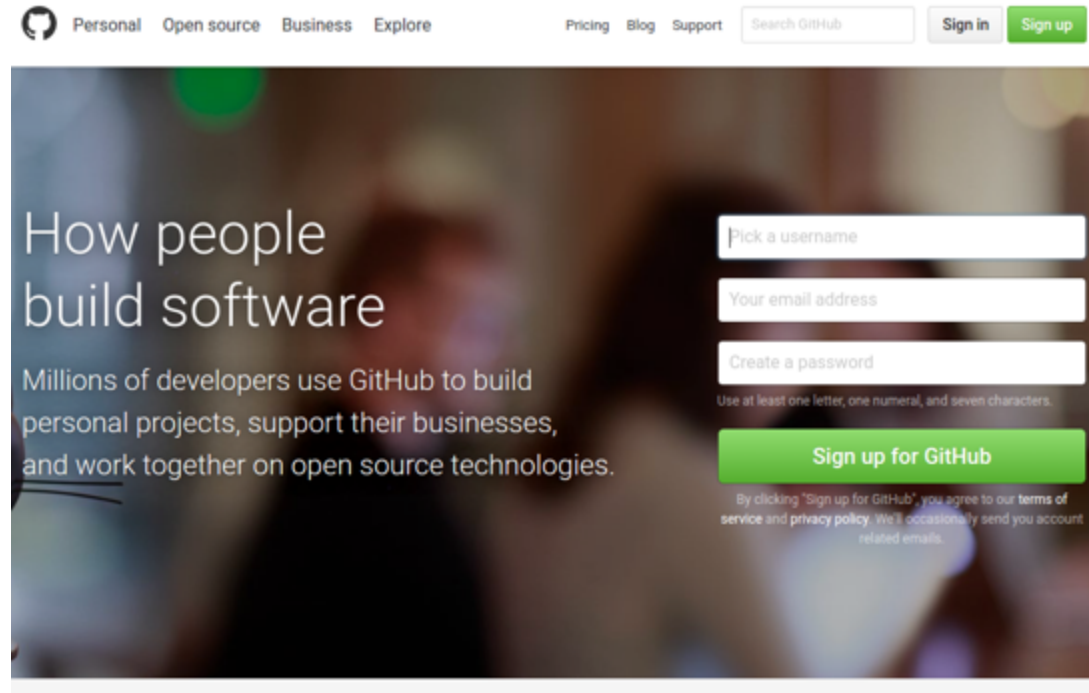 Personal Open source Business Explore Pricing Blog Support Search GitHub Sign in Sign up
How people
build software
Millions of developers use GitHub to build
personal projects, support their businesses,
and work together on open source technologies.
Pick a username
Your email address
Create a password
Use at least one letter, one numeral, and seven characters.
Sign up for GitHub
By clicking "Sign up for GitHub", you agree to our terms of
service and privacy policy. We'll occasionally send you account
related emails.